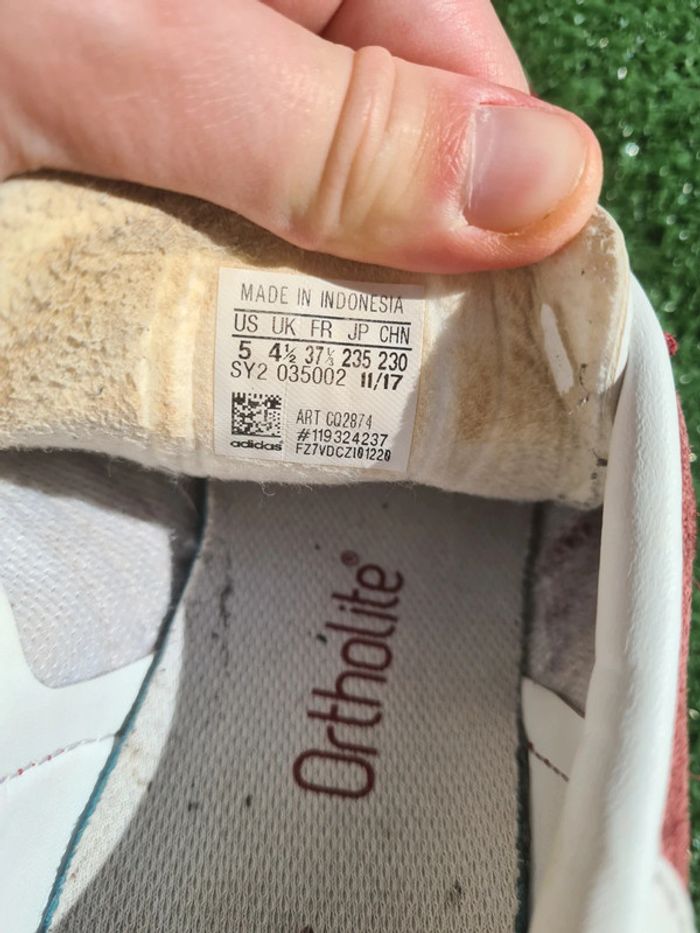 MADE IN INDONESIA
US UK FR JP CHN
5 4½ 37⅓ 235 230
SY2 035002 11/17
ART CQ2874
#119324237
adidas FZ7VDCZI01220
Ortholite®